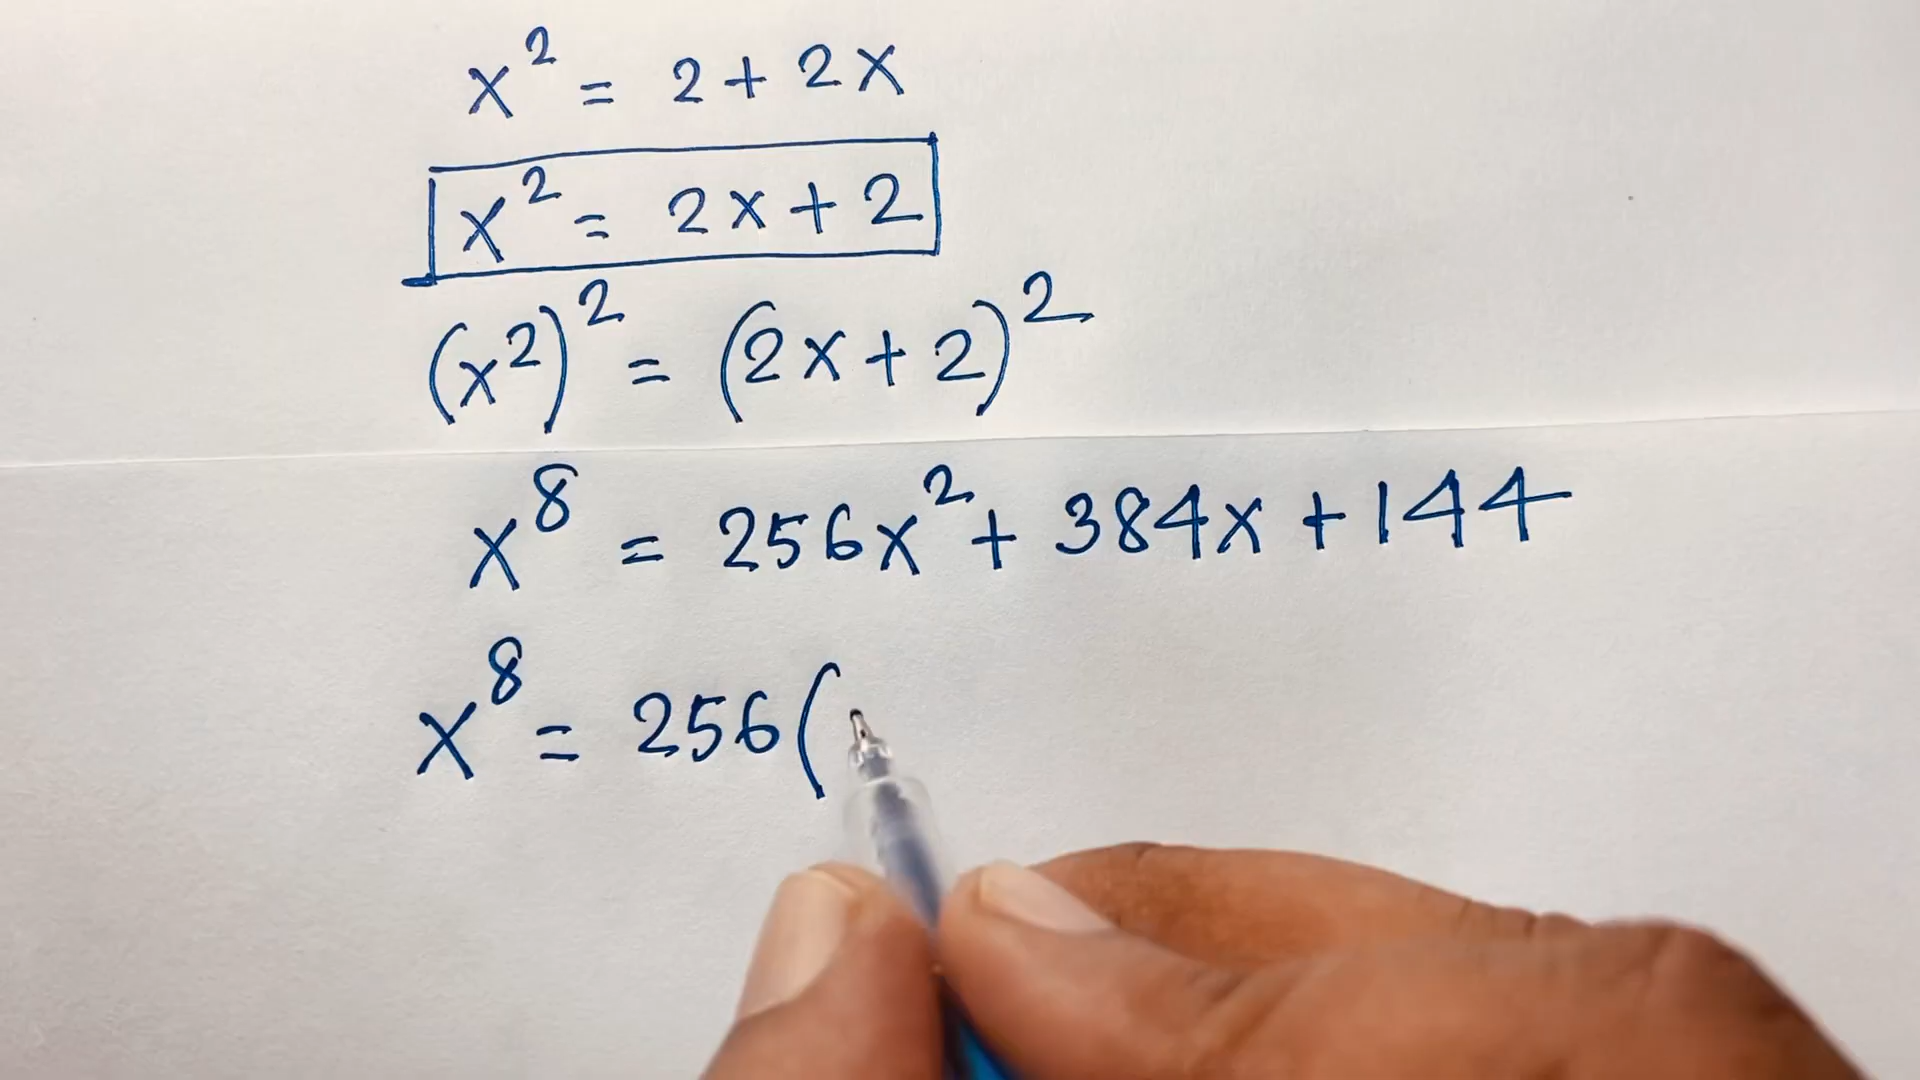 x² = 2 + 2x
x² = 2x + 2
(x²)² = (2x + 2)²
x⁸ = 256x² + 384x + 144
x⁸ = 256(